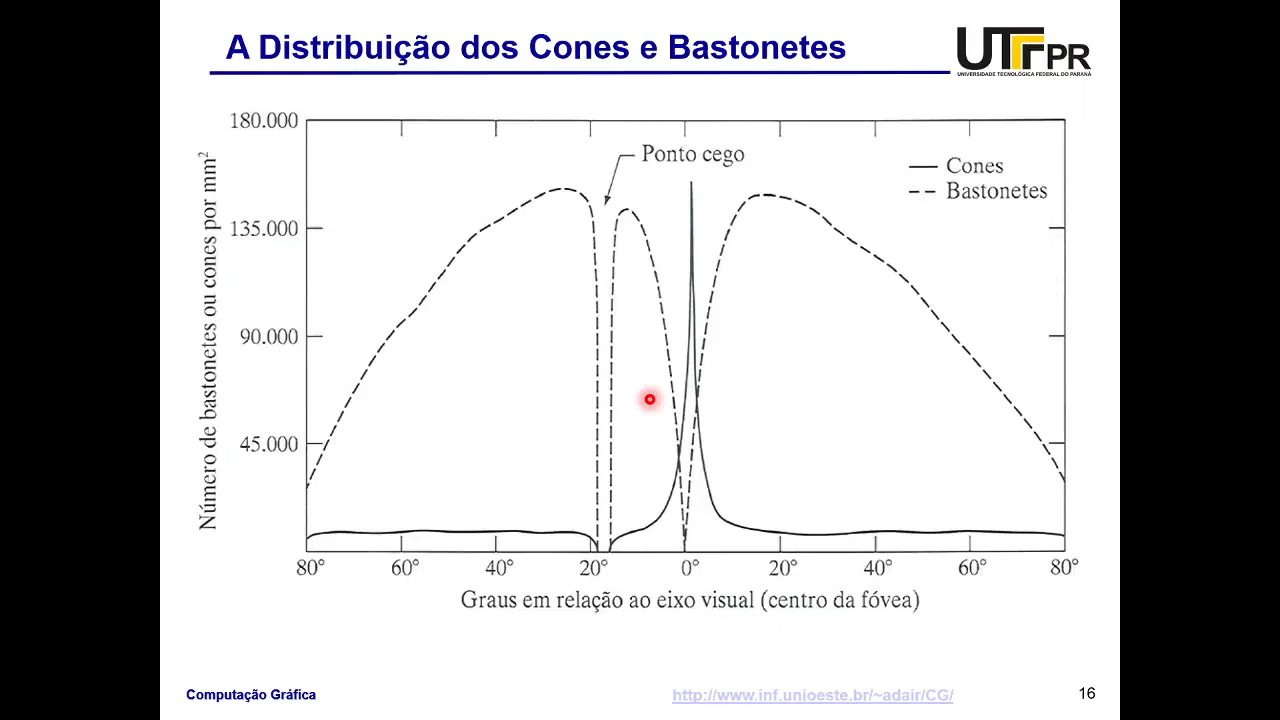 A Distribuição dos Cones e Bastonetes
UTFPR
UNIVERSIDADE TECNOLÓGICA FEDERAL DO PARANÁ
180.000
135.000
90.000
45.000
Número de bastonetes ou cones por mm²
Ponto cego
Cones
Bastonetes
80° 60° 40° 20° 0° 20° 40° 60° 80°
Graus em relação ao eixo visual (centro da fóvea)
Computação Gráfica
http://www.inf.unioeste.br/~adair/CG/
16